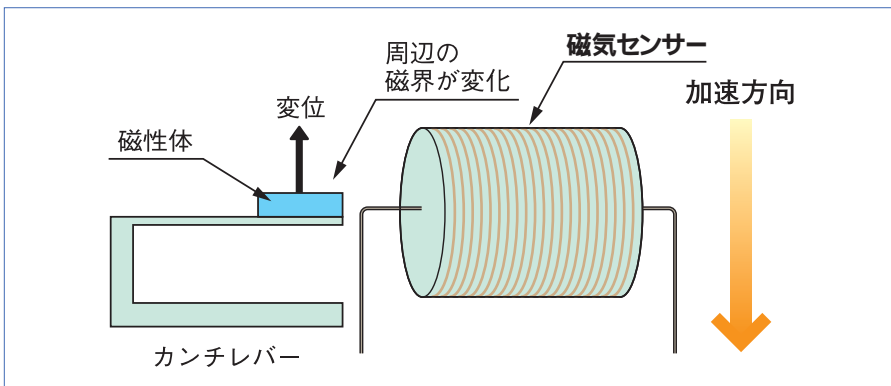 周辺の
磁界が変化
磁気センサー
変位
加速方向
磁性体
カンチレバー